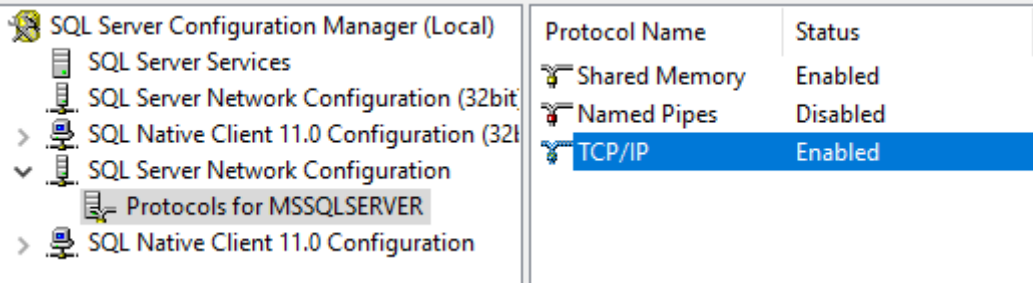 SQL Server Configuration Manager (Local)
SQL Server Services
SQL Server Network Configuration (32bit
SQL Native Client 11.0 Configuration (32b
SQL Server Network Configuration
Protocols for MSSQLSERVER
SQL Native Client 11.0 Configuration
Protocol Name Status
Shared Memory Enabled
Named Pipes Disabled
TCP/IP Enabled